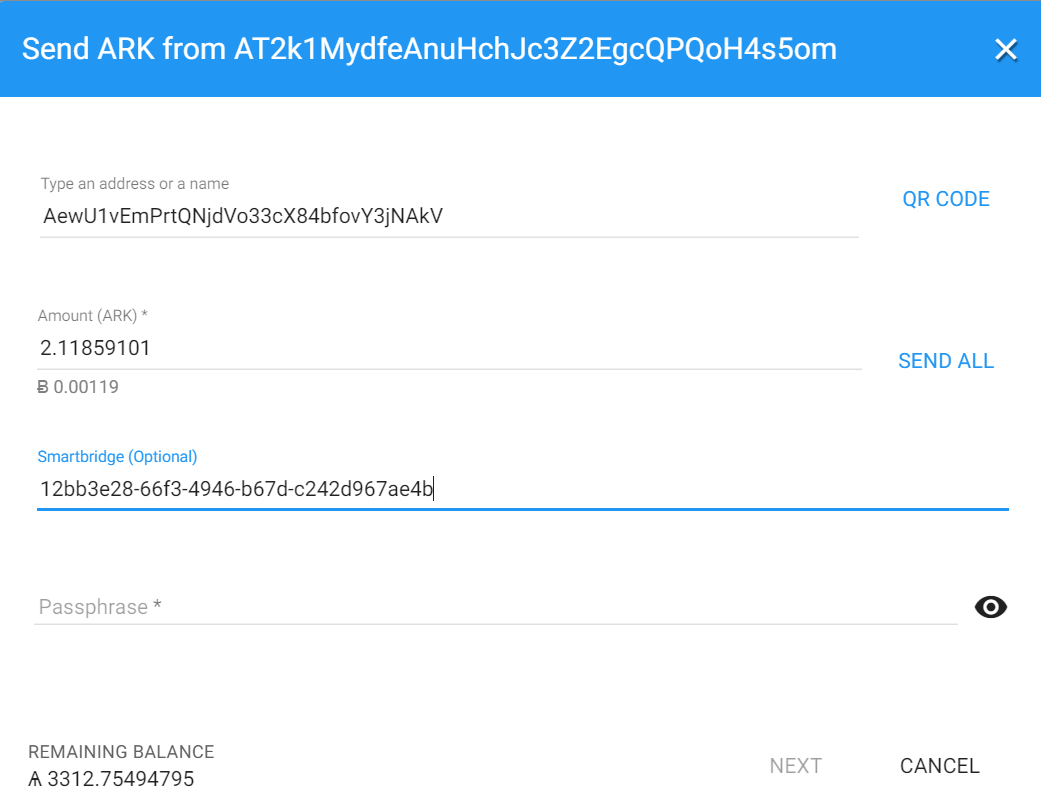 Send ARK from AT2k1MydfeAnuHchJc3Z2EgcQPQoH4s5om
Type an address or a name
AewU1vEmPrtQNjdVo33cX84bfovY3jNAkV
QR CODE
Amount (ARK) *
2.11859101
SEND ALL
Ƀ 0.00119
Smartbridge (Optional)
12bb3e28-66f3-4946-b67d-c242d967ae4b
Passphrase *
REMAINING BALANCE
Ѧ 3312.75494795
NEXT
CANCEL